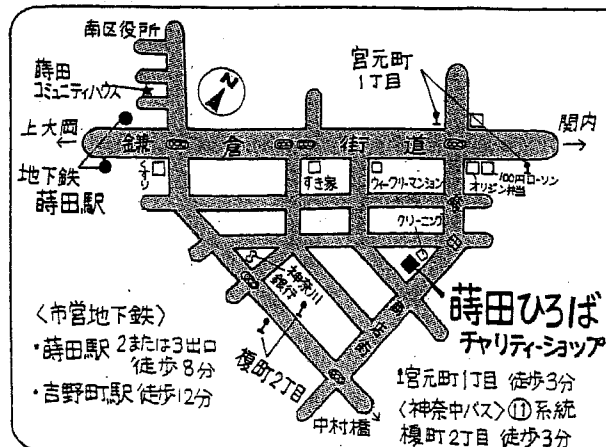 南区役所
蒔田
コミュニティハウス
N
宮元町
1丁目
上大岡
鎌倉街道
関内
地下鉄
蒔田駅
くすり
すき家
ウィークリーマンション
オリジン弁当
100円ローソン
クリーニング
神奈川
銀行
〈市営地下鉄〉
・蒔田駅 2または3出口
徒歩8分
・吉野町駅 徒歩12分
榎町2丁目
中村橋
蒔田ひろば
チャリティーショップ
宮元町1丁目 徒歩3分
〈神奈中バス〉⑪系統
榎町2丁目 徒歩3分